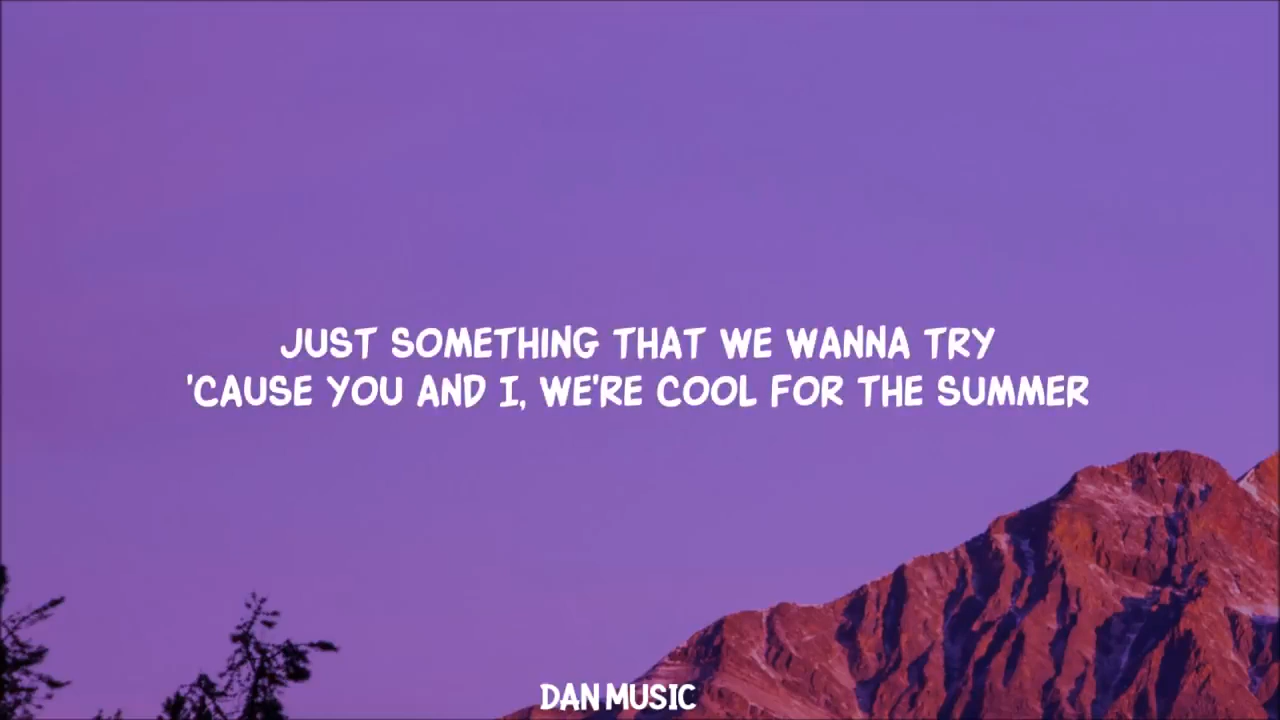 JUST SOMETHING THAT WE WANNA TRY
'CAUSE YOU AND I, WE'RE COOL FOR THE SUMMER
DAN MUSIC